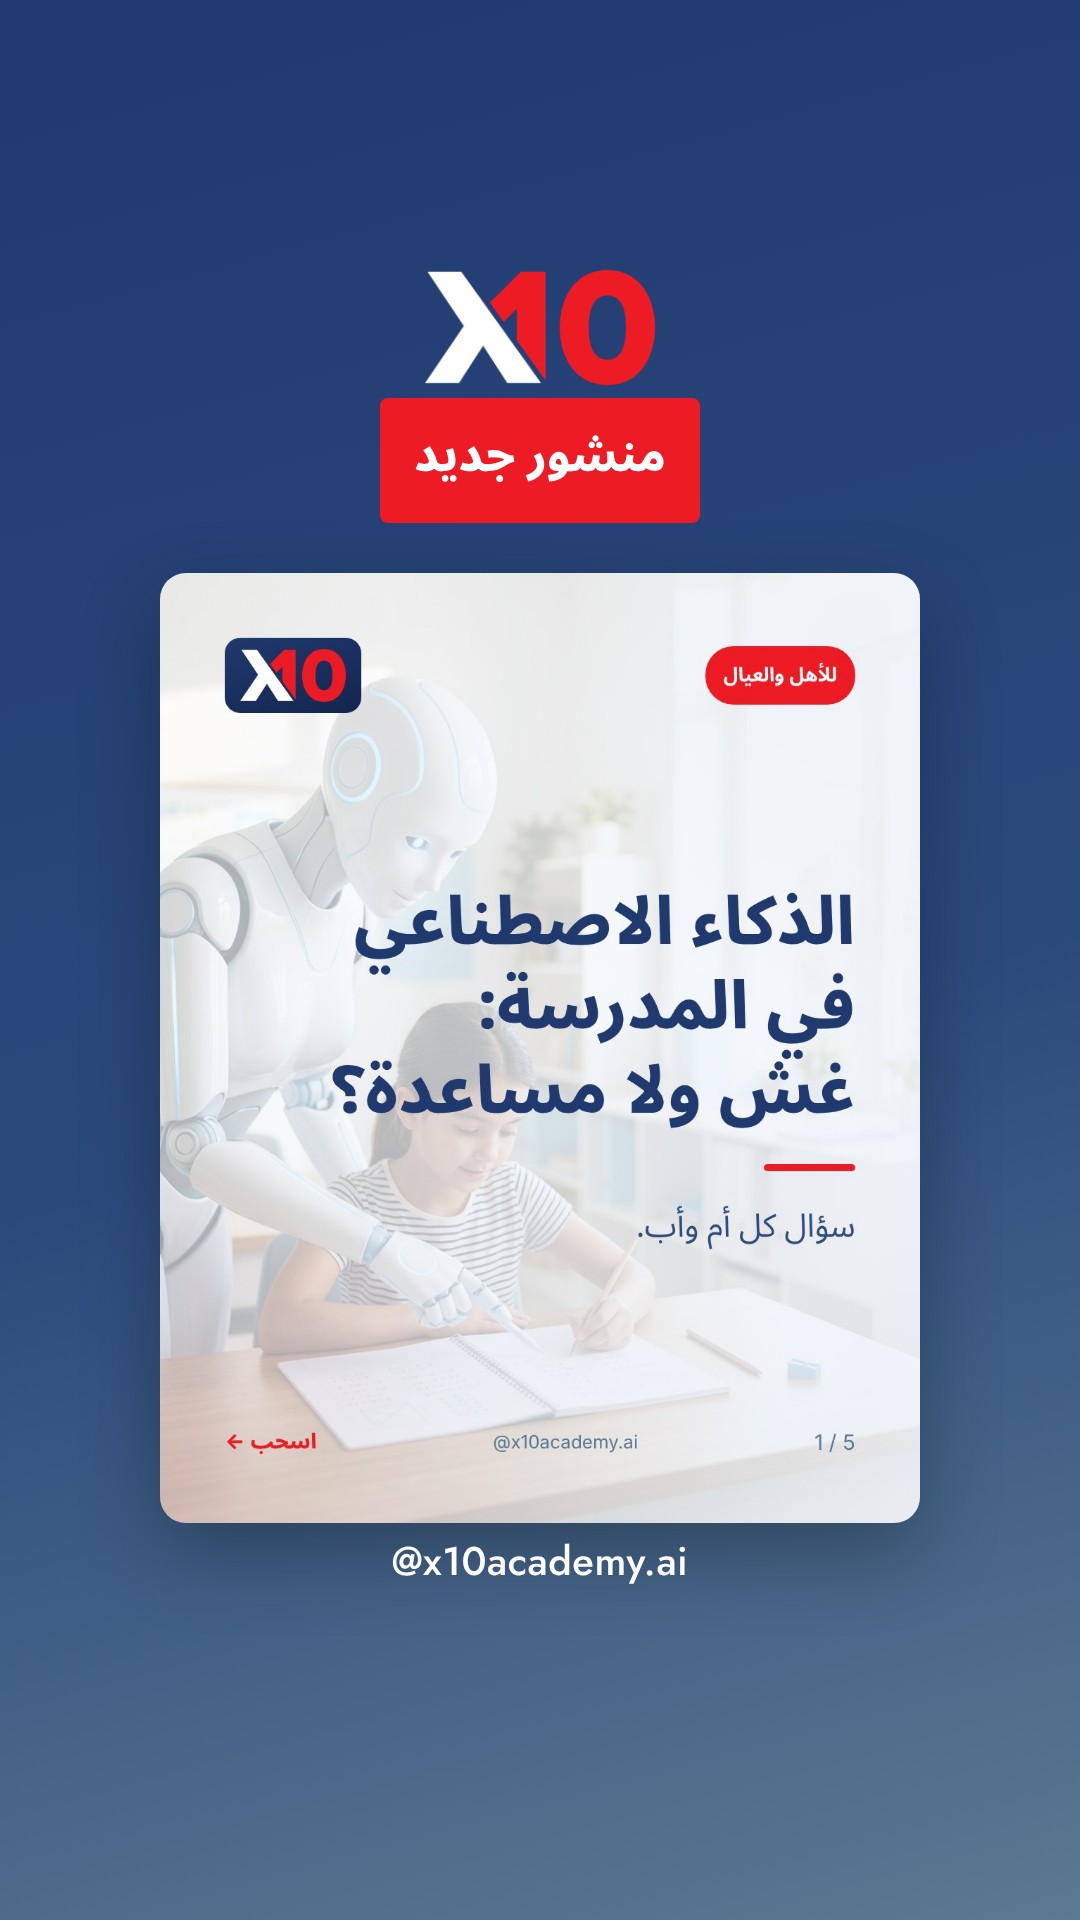 X10
منشور جديد
X10
للأهل والعيال
الذكاء الاصطناعي
في المدرسة:
غش ولا مساعدة؟
سؤال كل أم وأب.
1 / 5
@x10academy.ai
اسحب ←
@x10academy.ai